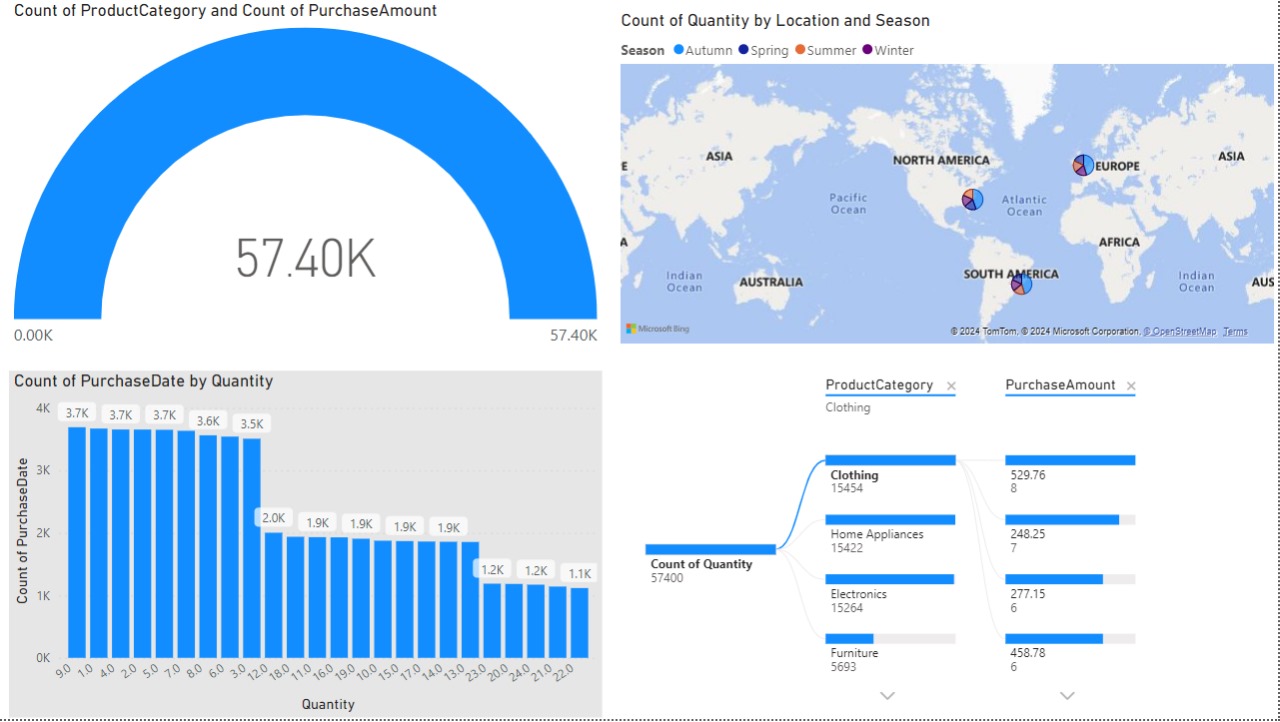 Count of ProductCategory and Count of PurchaseAmount
57.40K
0.00K
57.40K
Count of Quantity by Location and Season
Season Autumn Spring Summer Winter
ASIA
NORTH AMERICA
EUROPE
ASIA
E
Pacific
Ocean
Atlantic
Ocean
A
AFRICA
Indian
Ocean
AUSTRALIA
SOUTH AMERICA
Indian
Ocean
AUS
Microsoft Bing
© 2024 TomTom, © 2024 Microsoft Corporation, © OpenStreetMap Terms
Count of PurchaseDate by Quantity
4K
3K
2K
1K
0K
Count of PurchaseDate
3.7K 3.7K 3.7K 3.6K 3.5K 2.0K 1.9K 1.9K 1.9K 1.9K 1.2K 1.2K 1.1K
9.0 1.0 4.0 2.0 5.0 7.0 8.0 6.0 3.0 12.0 18.0 11.0 16.0 19.0 10.0 15.0 17.0 14.0 13.0 23.0 20.0 24.0 21.0 22.0
Quantity
ProductCategory ×
Clothing
PurchaseAmount ×
Count of Quantity
57400
Clothing
15454
Home Appliances
15422
Electronics
15264
Furniture
5693
529.76
8
248.25
7
277.15
6
458.78
6